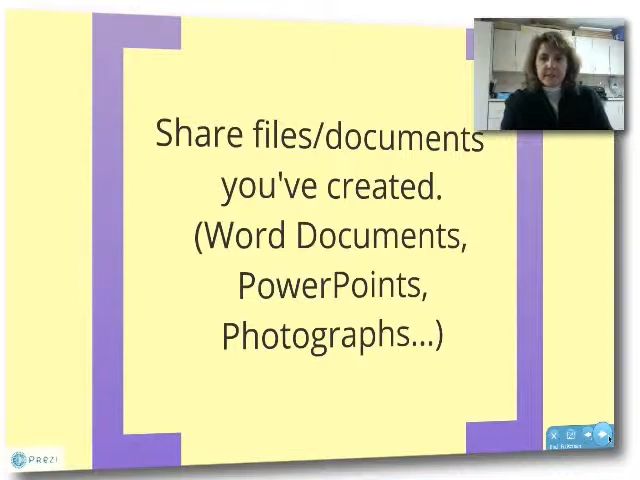 Share files/documents
you've created.
(Word Documents,
PowerPoints,
Photographs...)
Prezi